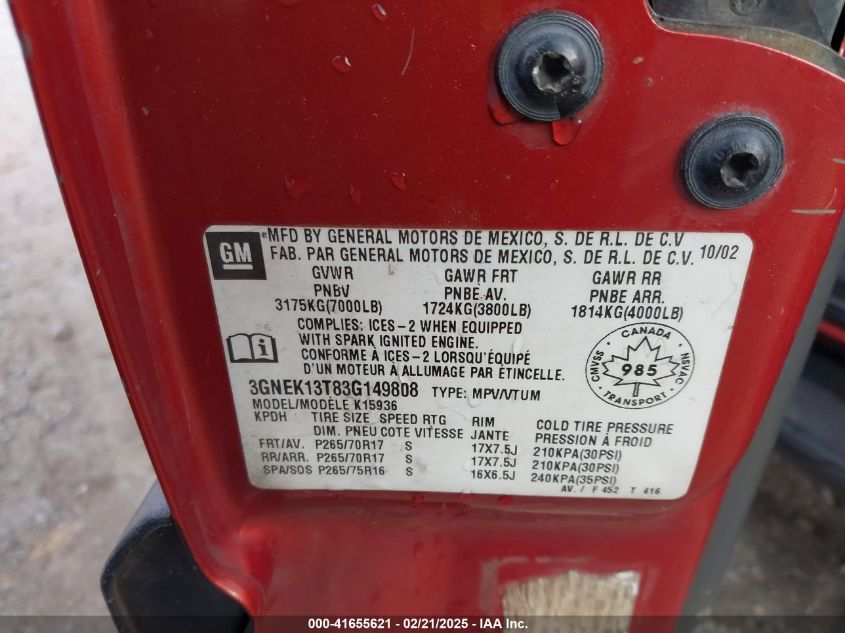 GM
®MFD BY GENERAL MOTORS DE MEXICO, S. DE R.L. DE C.V
FAB. PAR GENERAL MOTORS DE MEXICO, S. DE R.L. DE C.V. 10/02
GVWR GAWR FRT GAWR RR
PNBV PNBE AV. PNBE ARR.
3175KG(7000LB) 1724KG(3800LB) 1814KG(4000LB)
COMPLIES: ICES-2 WHEN EQUIPPED
WITH SPARK IGNITED ENGINE.
CONFORME À ICES-2 LORSQU'ÉQUIPÉ
D'UN MOTEUR À ALLUMAGE PAR ÉTINCELLE.
CANADA
CMVSS 985 NSVAC
TRANSPORT
3GNEK13T83G149808 TYPE: MPV/VTUM
MODEL/MODÈLE K15936
KPDH TIRE SIZE SPEED RTG RIM COLD TIRE PRESSURE
DIM. PNEU COTE VITESSE JANTE PRESSION À FROID
FRT/AV. P265/70R17 S 17X7.5J 210KPA(30PSI)
RR/ARR. P265/70R17 S 17X7.5J 210KPA(30PSI)
SPA/SOS P265/75R16 S 16X6.5J 240KPA(35PSI)
AV. / F 452 T 416
000-41655621 - 02/21/2025 - IAA Inc.